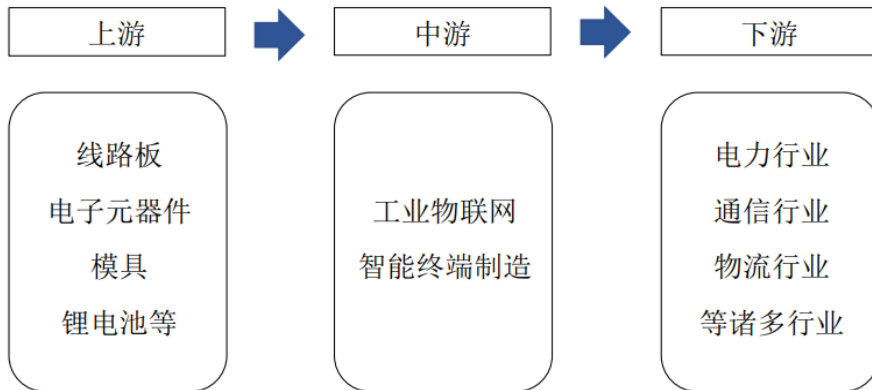 上游
中游
下游
线路板
电子元器件
模具
锂电池等
工业物联网
智能终端制造
电力行业
通信行业
物流行业
等诸多行业